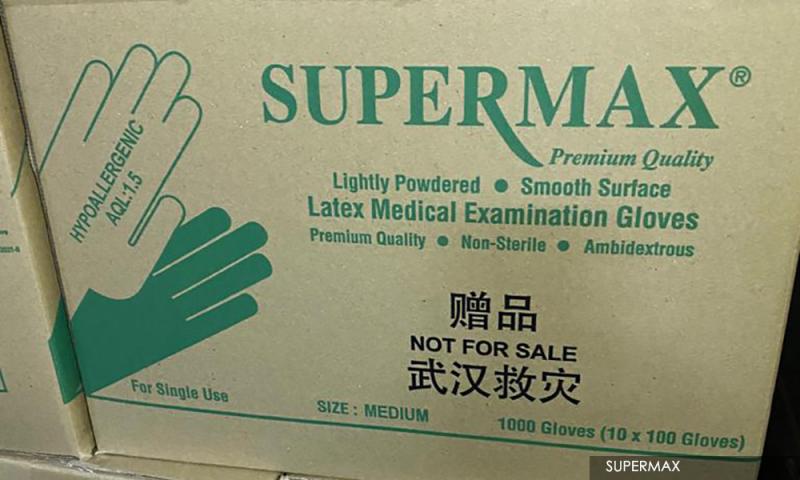 SUPERMAX®
Premium Quality
HYPOALLERGENIC
AQL:1.5
Lightly Powdered ● Smooth Surface
Latex Medical Examination Gloves
Premium Quality ● Non-Sterile ● Ambidextrous
赠品
NOT FOR SALE
武汉救灾
For Single Use
SIZE : MEDIUM
1000 Gloves (10 x 100 Gloves)
SUPERMAX